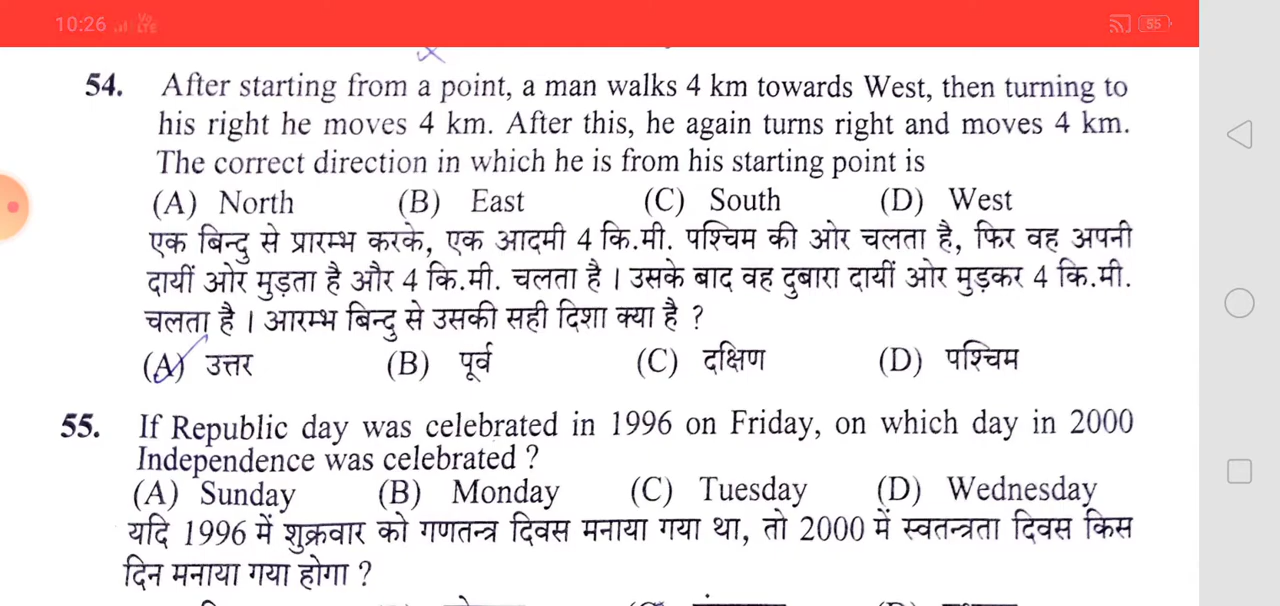 10:26 Vo LTE 55
54. After starting from a point, a man walks 4 km towards West, then turning to
his right he moves 4 km. After this, he again turns right and moves 4 km.
The correct direction in which he is from his starting point is
(A) North (B) East (C) South (D) West
एक बिन्दु से प्रारम्भ करके, एक आदमी 4 कि.मी. पश्चिम की ओर चलता है, फिर वह अपनी
दायीं ओर मुड़ता है और 4 कि.मी. चलता है । उसके बाद वह दुबारा दायीं ओर मुड़कर 4 कि.मी.
चलता है । आरम्भ बिन्दु से उसकी सही दिशा क्या है ?
(A) उत्तर (B) पूर्व (C) दक्षिण (D) पश्चिम
55. If Republic day was celebrated in 1996 on Friday, on which day in 2000
Independence was celebrated ?
(A) Sunday (B) Monday (C) Tuesday (D) Wednesday
यदि 1996 में शुक्रवार को गणतन्त्र दिवस मनाया गया था, तो 2000 में स्वतन्त्रता दिवस किस
दिन मनाया गया होगा ?